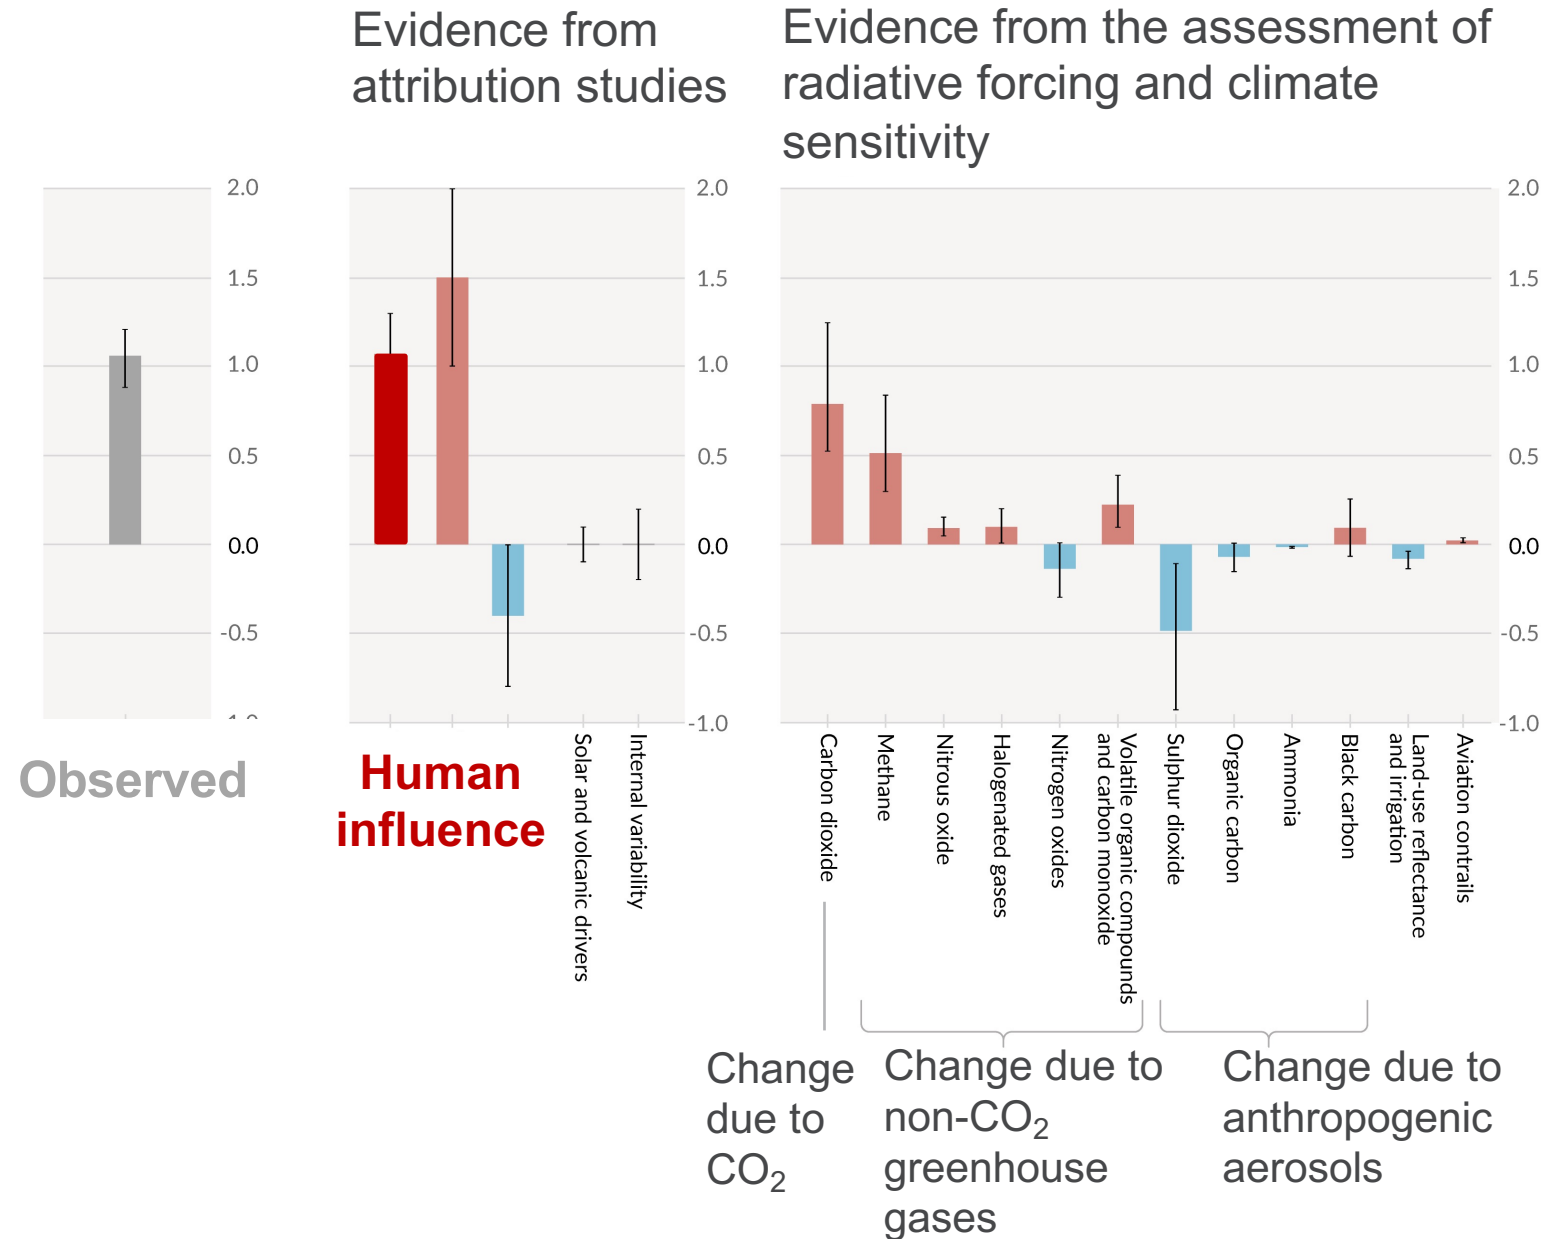 Evidence from
attribution studies
Evidence from the assessment of
radiative forcing and climate
sensitivity
2.0
1.5
1.0
0.5
0.0
-0.5
-1.0
Observed
2.0
1.5
1.0
0.5
0.0
-0.5
-1.0
Human
influence
Solar and volcanic drivers
Internal variability
2.0
1.5
1.0
0.5
0.0
-0.5
-1.0
Carbon dioxide
Methane
Nitrous oxide
Halogenated gases
Nitrogen oxides
Volatile organic compounds
and carbon monoxide
Sulphur dioxide
Organic carbon
Ammonia
Black carbon
Land-use reflectance
and irrigation
Aviation contrails
Change
due to
CO₂
Change due to
non-CO₂
greenhouse
gases
Change due to
anthropogenic
aerosols